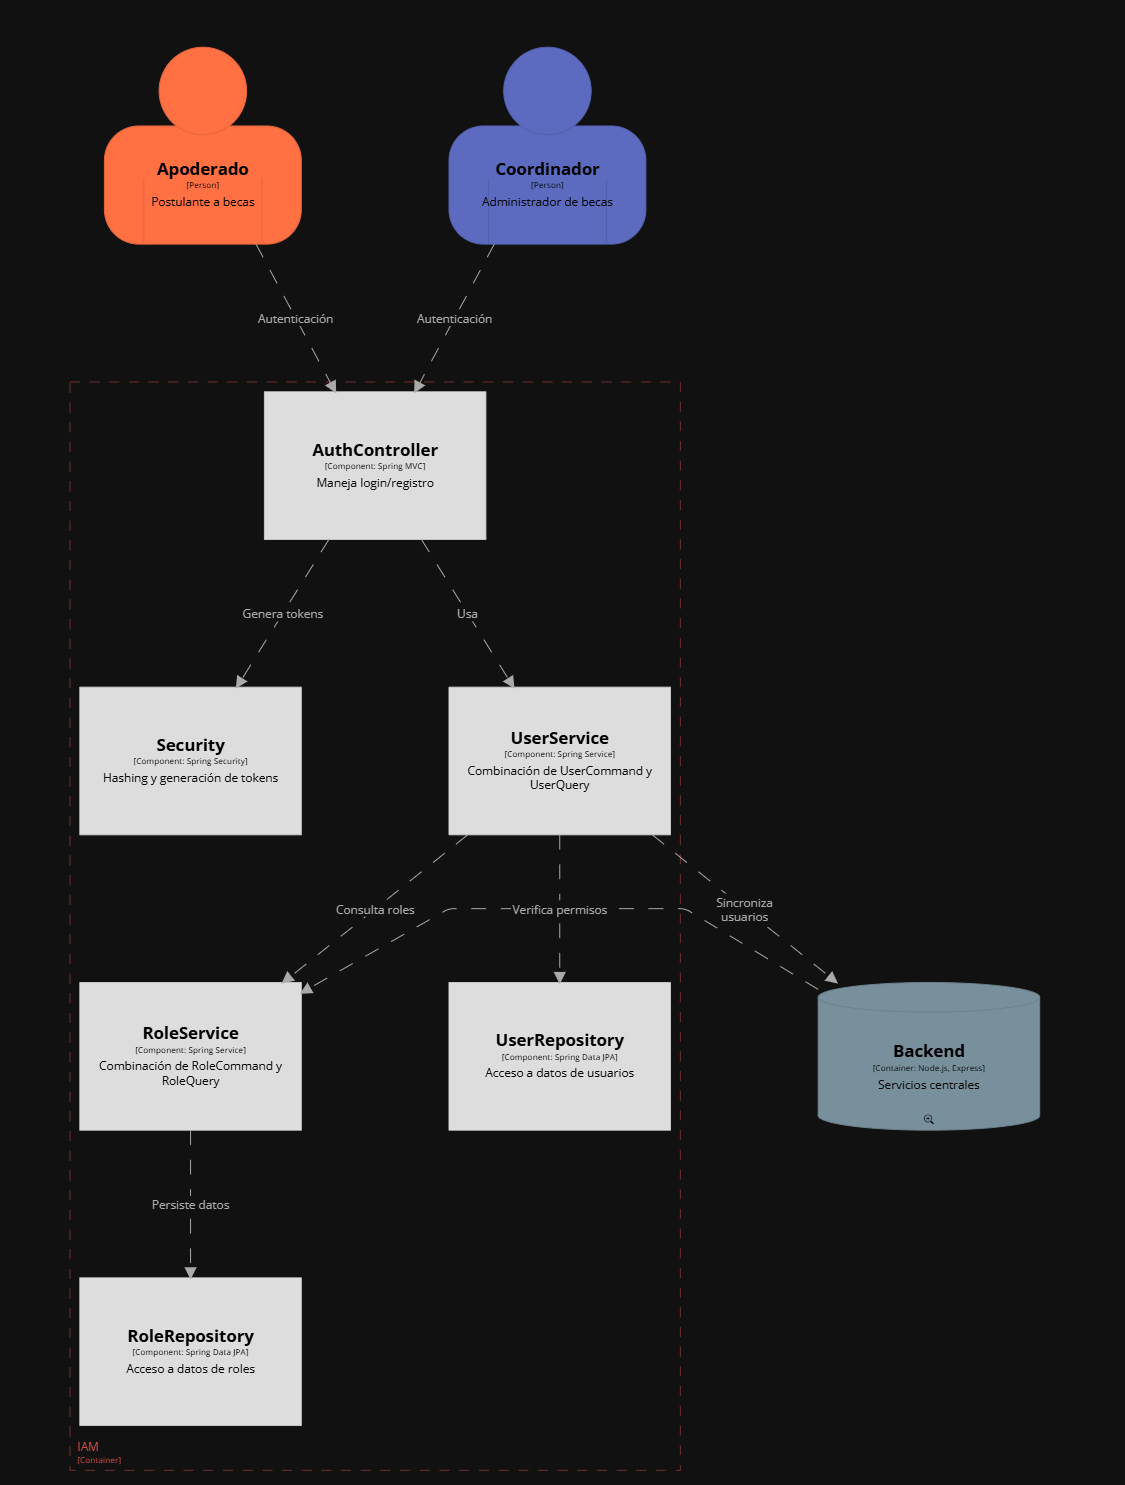 Apoderado
[Person]
Postulante a becas
Coordinador
[Person]
Administrador de becas
Autenticación
Autenticación
AuthController
[Component: Spring MVC]
Maneja login/registro
Genera tokens
Usa
Security
[Component: Spring Security]
Hashing y generación de tokens
UserService
[Component: Spring Service]
Combinación de UserCommand y
UserQuery
Consulta roles
Verifica permisos
Sincroniza
usuarios
RoleService
[Component: Spring Service]
Combinación de RoleCommand y
RoleQuery
UserRepository
[Component: Spring Data JPA]
Acceso a datos de usuarios
Backend
[Container: Node.js, Express]
Servicios centrales
Persiste datos
RoleRepository
[Component: Spring Data JPA]
Acceso a datos de roles
IAM
[Container]